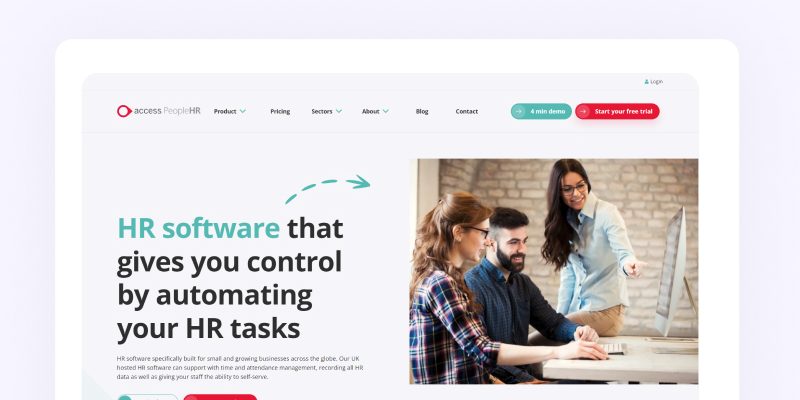 Login
access PeopleHR Product Pricing Sectors About Blog Contact 4 min demo Start your free trial
HR software that
gives you control
by automating
your HR tasks
HR software specifically built for small and growing businesses across the globe. Our UK
hosted HR software can support with time and attendance management, recording all HR
data as well as giving your staff the ability to self-serve.